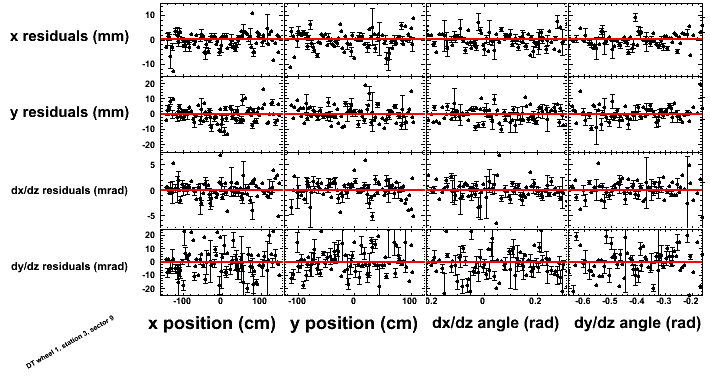 x residuals (mm)
10
0
-10
y residuals (mm)
20
10
0
-10
-20
dx/dz residuals (mrad)
5
0
-5
dy/dz residuals (mrad)
20
10
0
-10
-20
-100 0 100 -100 0 100 0.2 0 0.2 -0.6 -0.5 -0.4 -0.3 -0.2
x position (cm) y position (cm) dx/dz angle (rad) dy/dz angle (rad)
DT wheel 1, station 3, sector 9